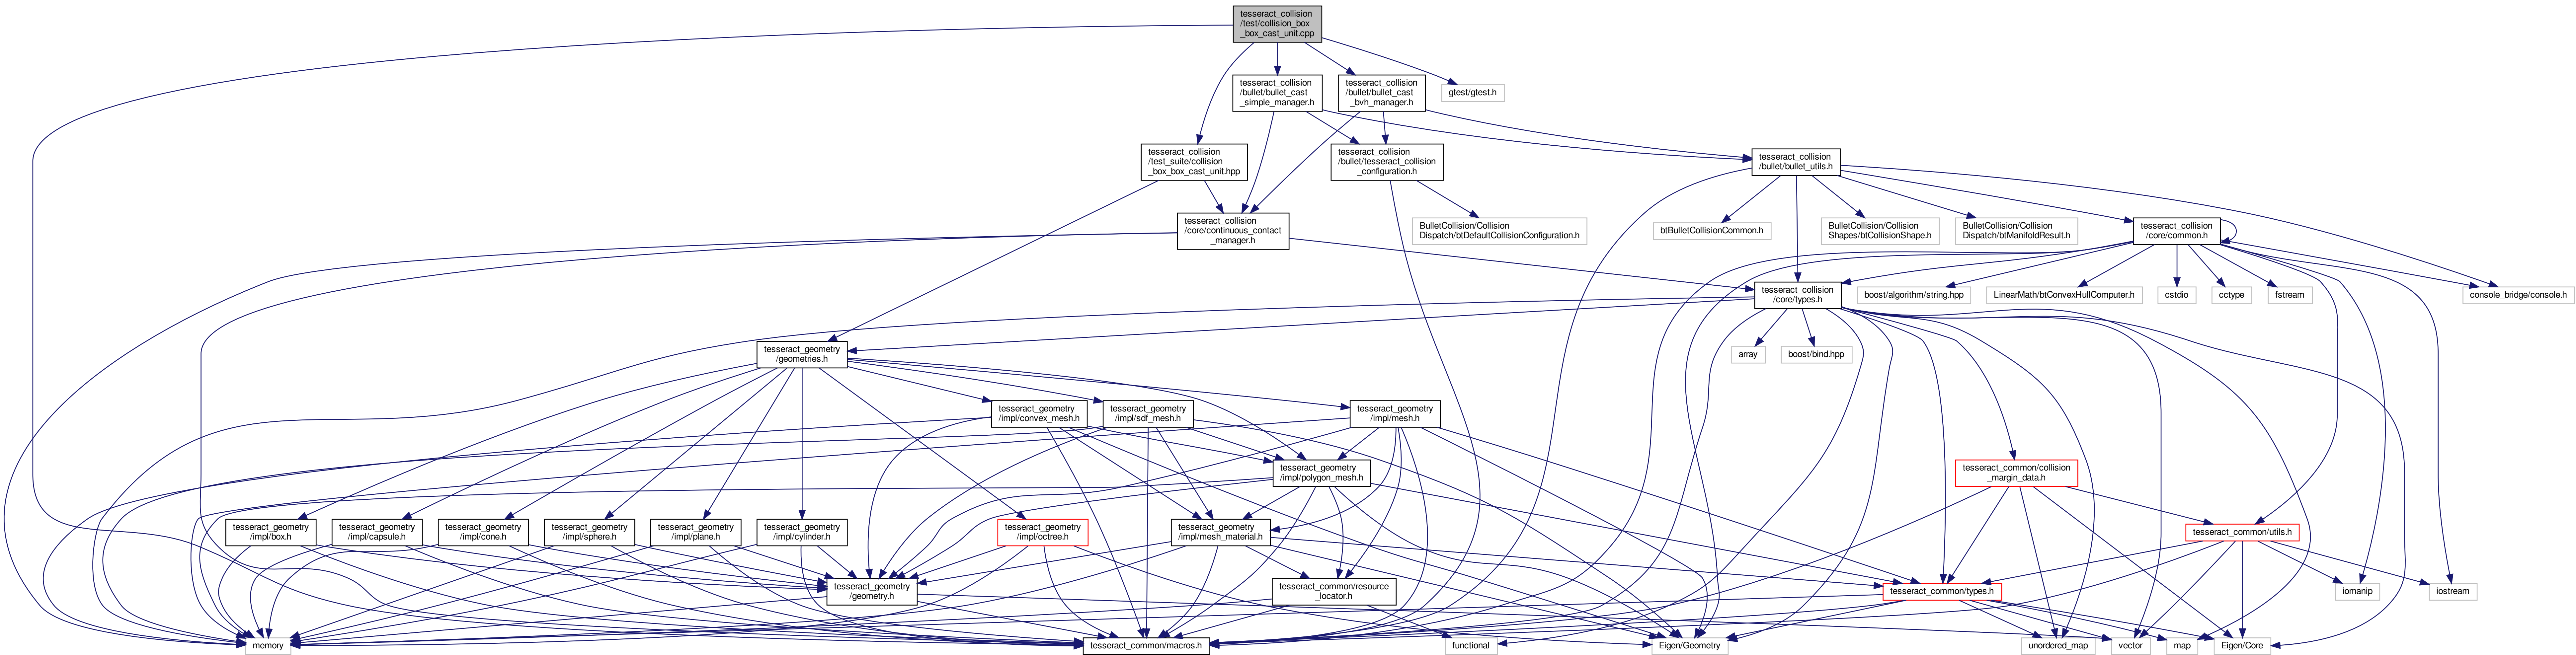 tesseract_collision
/test/collision_box
_box_cast_unit.cpp
tesseract_collision
/bullet/bullet_cast
_simple_manager.h
tesseract_collision
/bullet/bullet_cast
_bvh_manager.h
gtest/gtest.h
tesseract_collision
/test_suite/collision
_box_box_cast_unit.hpp
tesseract_collision
/bullet/tesseract_collision
_configuration.h
tesseract_collision
/bullet/bullet_utils.h
tesseract_collision
/core/continuous_contact
_manager.h
BulletCollision/Collision
Dispatch/btDefaultCollisionConfiguration.h
btBulletCollisionCommon.h
BulletCollision/Collision
Shapes/btCollisionShape.h
BulletCollision/Collision
Dispatch/btManifoldResult.h
tesseract_collision
/core/common.h
tesseract_collision
/core/types.h
boost/algorithm/string.hpp
LinearMath/btConvexHullComputer.h
cstdio
cctype
fstream
console_bridge/console.h
tesseract_geometry
/geometries.h
array
boost/bind.hpp
tesseract_geometry
/impl/convex_mesh.h
tesseract_geometry
/impl/sdf_mesh.h
tesseract_geometry
/impl/mesh.h
tesseract_geometry
/impl/polygon_mesh.h
tesseract_common/collision
_margin_data.h
tesseract_geometry
/impl/box.h
tesseract_geometry
/impl/capsule.h
tesseract_geometry
/impl/cone.h
tesseract_geometry
/impl/sphere.h
tesseract_geometry
/impl/plane.h
tesseract_geometry
/impl/cylinder.h
tesseract_geometry
/impl/octree.h
tesseract_geometry
/impl/mesh_material.h
tesseract_common/utils.h
tesseract_geometry
/geometry.h
tesseract_common/resource
_locator.h
tesseract_common/types.h
iomanip
iostream
memory
tesseract_common/macros.h
functional
Eigen/Geometry
unordered_map
vector
map
Eigen/Core